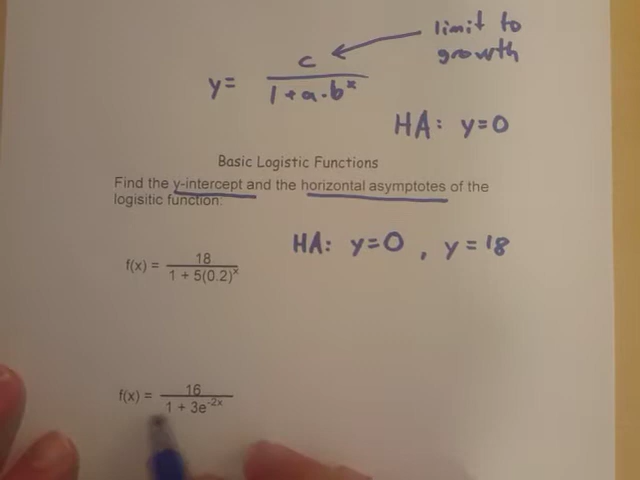 limit to
growth
y = c / (1 + a · b^x)
HA: y=0
Basic Logistic Functions
Find the y-intercept and the horizontal asymptotes of the
logisitic function:
HA: y=0 , y=18
f(x) = 18 / (1 + 5(0.2)^x)
f(x) = 16 / (1 + 3e^-2x)